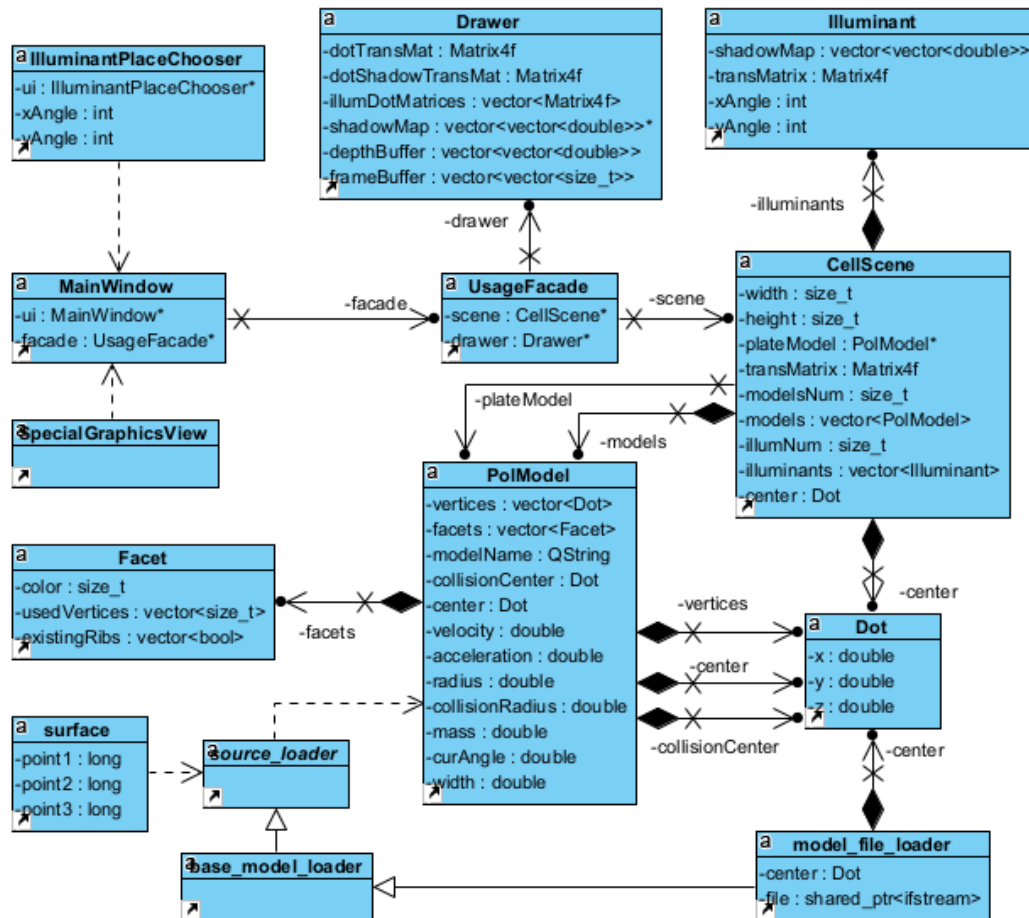 a
Drawer
-dotTransMat : Matrix4f
-dotShadowTransMat : Matrix4f
-illumDotMatrices : vector<Matrix4f>
-shadowMap : vector<vector<double>>*
-depthBuffer : vector<vector<double>>
-frameBuffer : vector<vector<size_t>>
a
Illuminant
-shadowMap : vector<vector<double>>
-transMatrix : Matrix4f
-xAngle : int
-yAngle : int
a
IlluminantPlaceChooser
-ui : IlluminantPlaceChooser*
-xAngle : int
-yAngle : int
-drawer
-illuminants
a
MainWindow
-ui : MainWindow*
-facade : UsageFacade*
-facade
a
UsageFacade
-scene : CellScene*
-drawer : Drawer*
-scene
a
CellScene
-width : size_t
-height : size_t
-plateModel : PolModel*
-transMatrix : Matrix4f
-modelsNum : size_t
-models : vector<PolModel>
-illumNum : size_t
-illuminants : vector<Illuminant>
-center : Dot
a
SpecialGraphicsView
-plateModel
-models
a
PolModel
-vertices : vector<Dot>
-facets : vector<Facet>
-modelName : QString
-collisionCenter : Dot
-center : Dot
-velocity : double
-acceleration : double
-radius : double
-collisionRadius : double
-mass : double
-curAngle : double
-width : double
a
Facet
-color : size_t
-usedVertices : vector<size_t>
-existingRibs : vector<bool>
-facets
-vertices
-center
-collisionCenter
-center
a
Dot
-x : double
-y : double
-z : double
-center
a
surface
-point1 : long
-point2 : long
-point3 : long
a
source_loader
a
base_model_loader
a
model_file_loader
-center : Dot
-file : shared_ptr<ifstream>